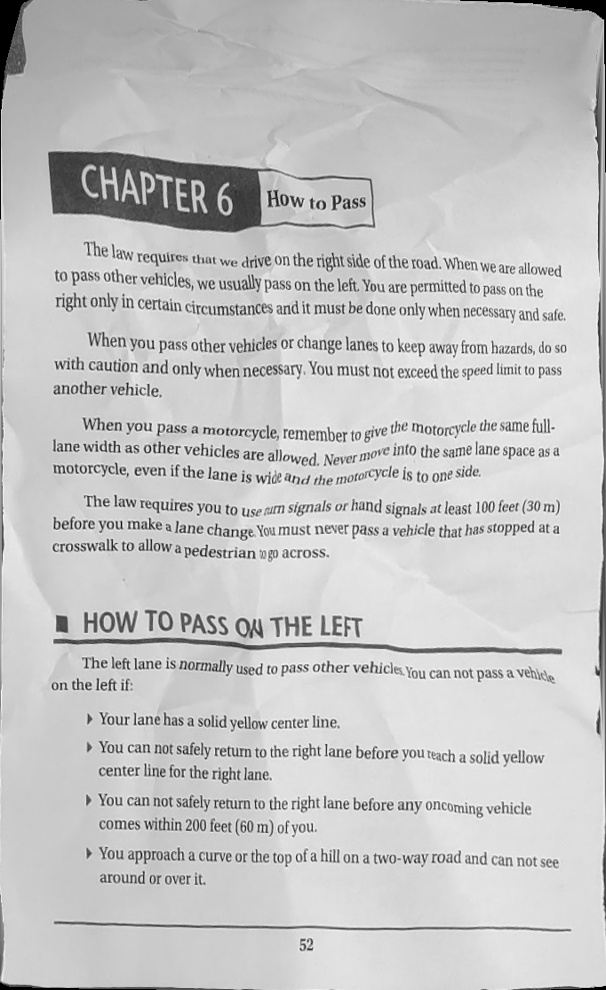 CHAPTER 6 How to Pass
The law requires that we drive on the right side of the road. When we are allowed
to pass other vehicles, we usually pass on the left. You are permitted to pass on the
right only in certain circumstances and it must be done only when necessary and safe.
When you pass other vehicles or change lanes to keep away from hazards, do so
with caution and only when necessary. You must not exceed the speed limit to pass
another vehicle.
When you pass a motorcycle, remember to give the motorcycle the same full-
lane width as other vehicles are allowed. Never move into the same lane space as a
motorcycle, even if the lane is wide and the motorcycle is to one side.
The law requires you to use turn signals or hand signals at least 100 feet (30 m)
before you make a lane change. You must never pass a vehicle that has stopped at a
crosswalk to allow a pedestrian to go across.
■ HOW TO PASS ON THE LEFT
The left lane is normally used to pass other vehicles. You can not pass a vehicle
on the left if:
▶ Your lane has a solid yellow center line.
▶ You can not safely return to the right lane before you reach a solid yellow
center line for the right lane.
▶ You can not safely return to the right lane before any oncoming vehicle
comes within 200 feet (60 m) of you.
▶ You approach a curve or the top of a hill on a two-way road and can not see
around or over it.
52